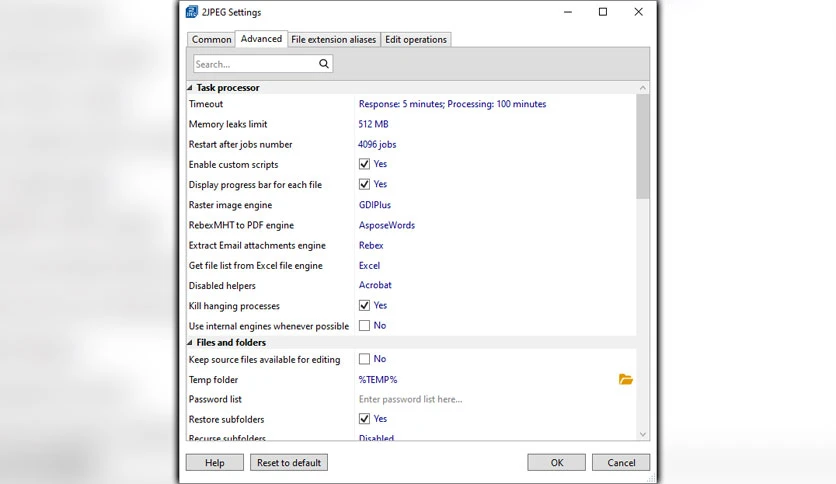 2JPEG Settings
Common Advanced File extension aliases Edit operations
Search...
Task processor
Timeout Response: 5 minutes; Processing: 100 minutes
Memory leaks limit 512 MB
Restart after jobs number 4096 jobs
Enable custom scripts Yes
Display progress bar for each file Yes
Raster image engine GDIPlus
RebexMHT to PDF engine AsposeWords
Extract Email attachments engine Rebex
Get file list from Excel file engine Excel
Disabled helpers Acrobat
Kill hanging processes Yes
Use internal engines whenever possible No
Files and folders
Keep source files available for editing No
Temp folder %TEMP%
Password list Enter password list here...
Restore subfolders Yes
Recurse subfolders Disabled
Help Reset to default OK Cancel